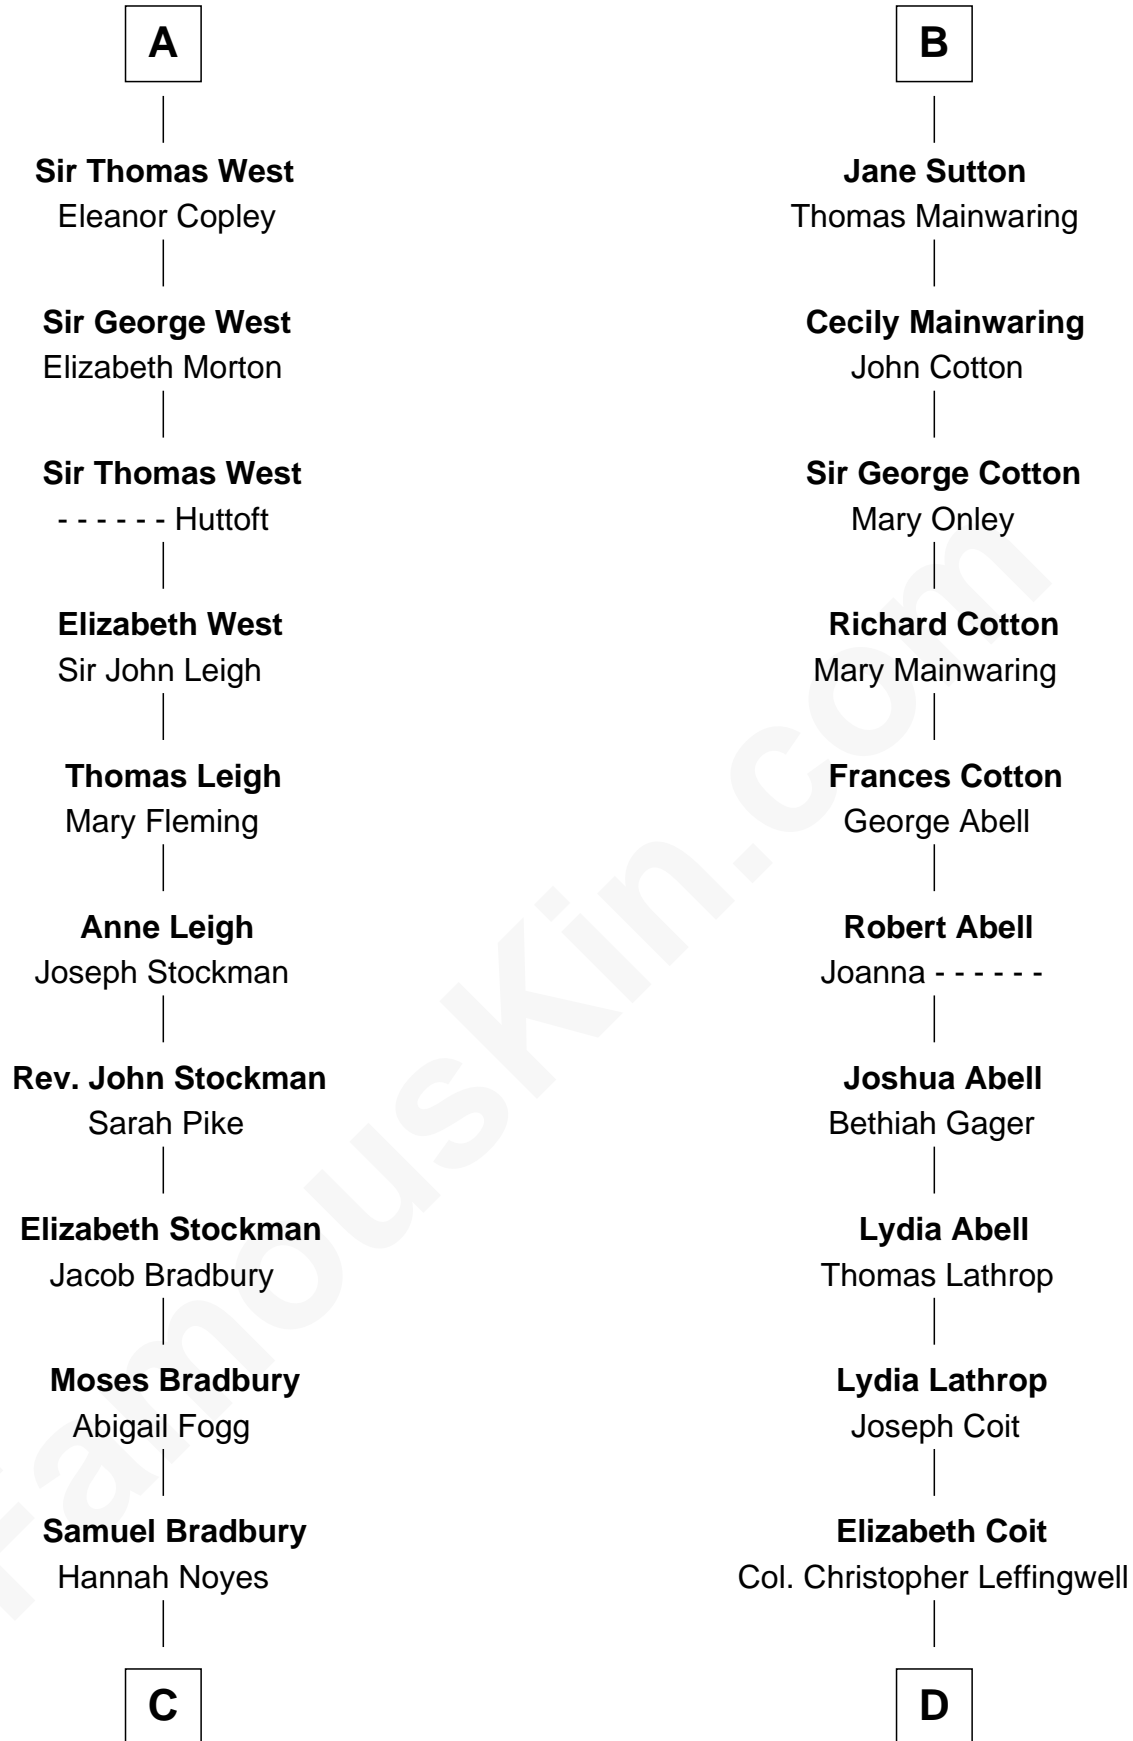 A
Sir Thomas West
Eleanor Copley
Sir George West
Elizabeth Morton
Sir Thomas West
- - - - - - Huttoft
Elizabeth West
Sir John Leigh
Thomas Leigh
Mary Fleming
Anne Leigh
Joseph Stockman
Rev. John Stockman
Sarah Pike
Elizabeth Stockman
Jacob Bradbury
Moses Bradbury
Abigail Fogg
Samuel Bradbury
Hannah Noyes
C
B
Jane Sutton
Thomas Mainwaring
Cecily Mainwaring
John Cotton
Sir George Cotton
Mary Onley
Richard Cotton
Mary Mainwaring
Frances Cotton
George Abell
Robert Abell
Joanna - - - - - -
Joshua Abell
Bethiah Gager
Lydia Abell
Thomas Lathrop
Lydia Lathrop
Joseph Coit
Elizabeth Coit
Col. Christopher Leffingwell
D
FamousKin.com